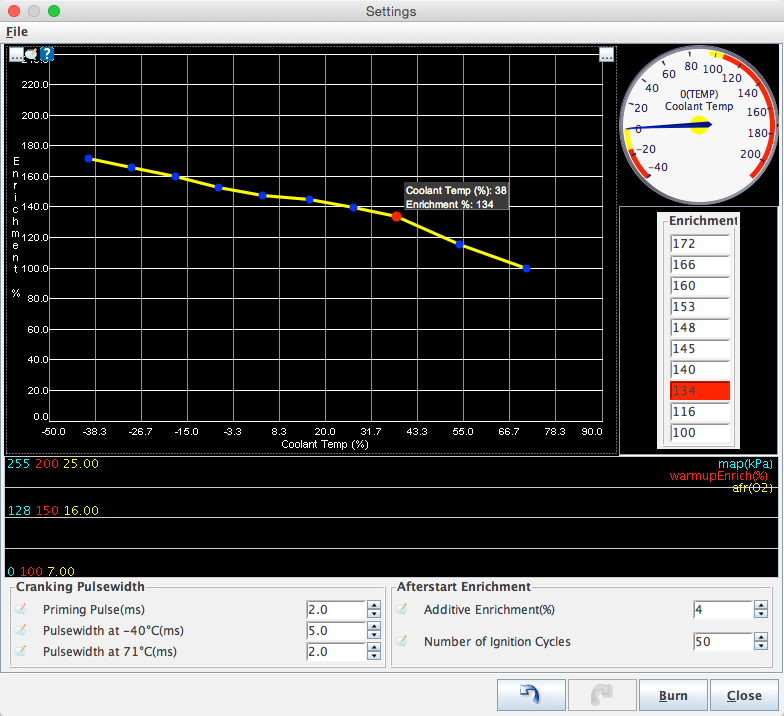 Settings
File
... ? ...
220.0
200.0
180.0
160.0
140.0
120.0
100.0
80.0
60.0
40.0
20.0
0.0
Enrichment %
-50.0 -38.3 -26.7 -15.0 -3.3 8.3 20.0 31.7 43.3 55.0 66.7 78.3 90.0
Coolant Temp (%)
Coolant Temp (%): 38
Enrichment %: 134
-40 -20 0 20 40 60 80 100 120 140 160 180 200
0(TEMP)
Coolant Temp
Enrichment
172
166
160
153
148
145
140
134
116
100
255 200 25.00
map(kPa)
warmupEnrich(%)
afr(O2)
128 150 16.00
0 100 7.00
Cranking Pulsewidth
Priming Pulse(ms) 2.0
Pulsewidth at -40°C(ms) 5.0
Pulsewidth at 71°C(ms) 2.0
Afterstart Enrichment
Additive Enrichment(%) 4
Number of Ignition Cycles 50
Burn
Close